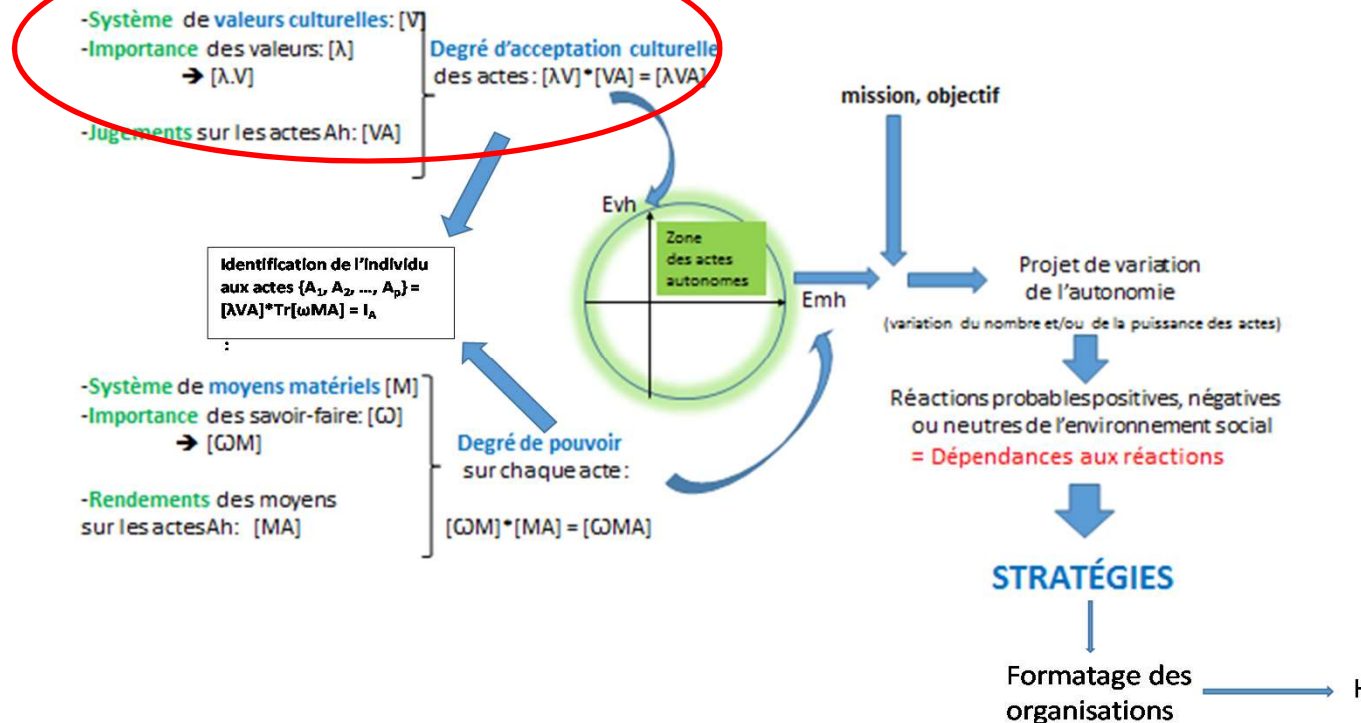 -Système de valeurs culturelles: [V]
-Importance des valeurs: [λ]
➔ [λ.V]
-Jugements sur les actes Ah: [VA]
Degré d'acceptation culturelle
des actes: [λV]*[VA] = [λVA]
mission, objectif
Evh
Zone
des actes
autonomes
Emh
Identification de l'individu
aux actes {A₁, A₂, ..., Aₚ} =
[λVA]*Tr[ωMA] = I_A
:
Projet de variation
de l'autonomie
(variation du nombre et/ou de la puissance des actes)
-Système de moyens matériels [M]
-Importance des savoir-faire: [Ѡ]
➔ [ѠM]
-Rendements des moyens
sur les actes Ah: [MA]
Degré de pouvoir
sur chaque acte:
[ѠM]*[MA] = [ѠMA]
Réactions probables positives, négatives
ou neutres de l'environnement social
= Dépendances aux réactions
STRATÉGIES
Formatage des
organisations